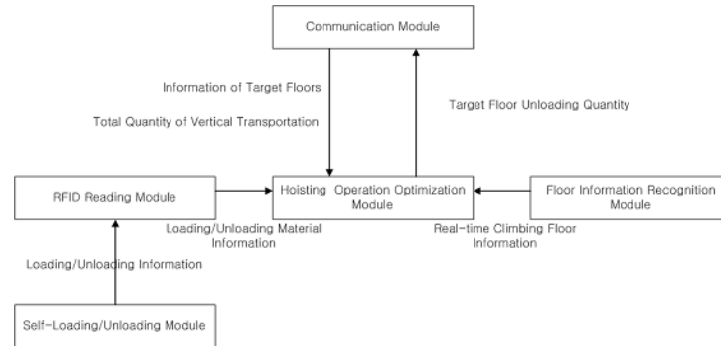 Communication Module
Information of Target Floors
Total Quantity of Vertical Transportation
Target Floor Unloading Quantity
RFID Reading Module
Hoisting Operation Optimization
Module
Floor Information Recognition
Module
Loading/Unloading Material
Information
Real-time Climbing Floor
Information
Loading/Unloading Information
Self-Loading/Unloading Module